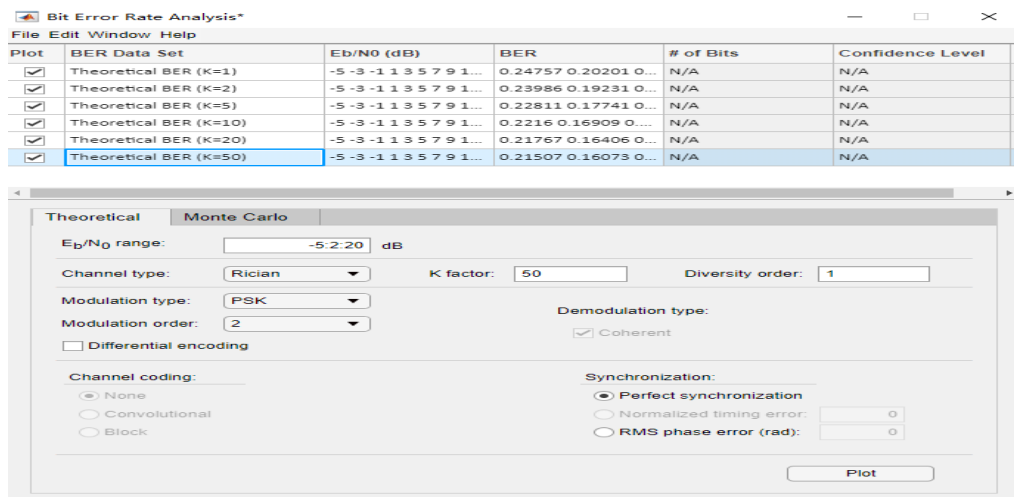 Bit Error Rate Analysis*
File Edit Window Help
Plot BER Data Set Eb/N0 (dB) BER # of Bits Confidence Level
Theoretical BER (K=1) -5 -3 -1 1 3 5 7 9 1... 0.24757 0.20201 0... N/A N/A
Theoretical BER (K=2) -5 -3 -1 1 3 5 7 9 1... 0.23986 0.19231 0... N/A N/A
Theoretical BER (K=5) -5 -3 -1 1 3 5 7 9 1... 0.22811 0.17741 0... N/A N/A
Theoretical BER (K=10) -5 -3 -1 1 3 5 7 9 1... 0.2216 0.16909 0.... N/A N/A
Theoretical BER (K=20) -5 -3 -1 1 3 5 7 9 1... 0.21767 0.16406 0... N/A N/A
Theoretical BER (K=50) -5 -3 -1 1 3 5 7 9 1... 0.21507 0.16073 0... N/A N/A
Theoretical Monte Carlo
Eb/N0 range: -5:2:20 dB
Channel type: Rician K factor: 50 Diversity order: 1
Modulation type: PSK
Demodulation type:
Modulation order: 2
Coherent
Differential encoding
Channel coding: Synchronization:
None Perfect synchronization
Convolutional Normalized timing error: 0
Block RMS phase error (rad): 0
Plot